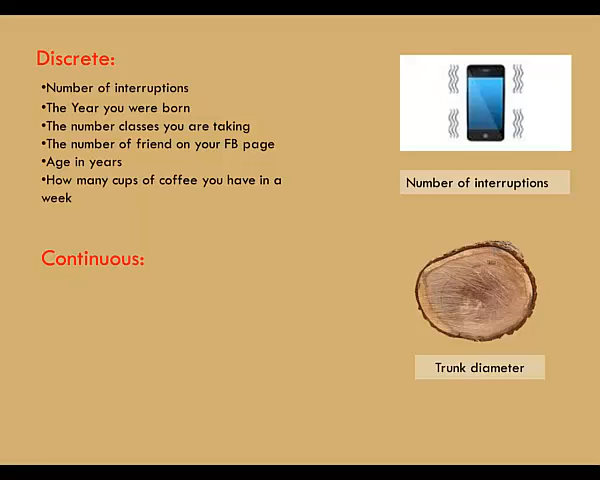 Discrete:
•Number of interruptions
•The Year you were born
•The number classes you are taking
•The number of friend on your FB page
•Age in years
•How many cups of coffee you have in a
week
Number of interruptions
Continuous:
Trunk diameter